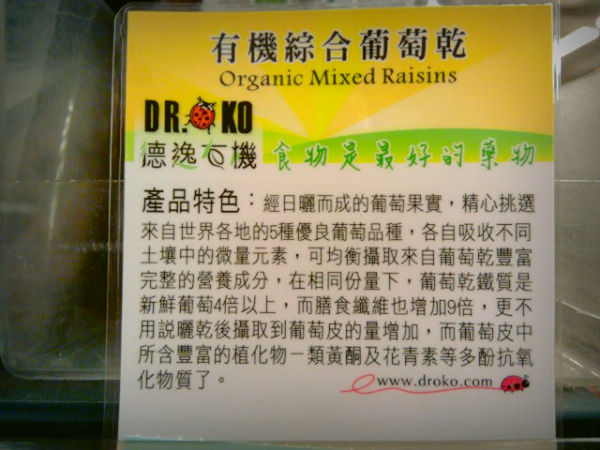 有機綜合葡萄乾
Organic Mixed Raisins
DR. KO
德逸有機 食物是最好的藥物
產品特色：經日曬而成的葡萄果實，精心挑選
來自世界各地的5種優良葡萄品種，各自吸收不同
土壤中的微量元素，可均衡攝取來自葡萄乾豐富
完整的營養成分，在相同份量下，葡萄乾鐵質是
新鮮葡萄4倍以上，而膳食纖維也增加9倍，更不
用說曬乾後攝取到葡萄皮的量增加，而葡萄皮中
所含豐富的植化物－類黃酮及花青素等多酚抗氧
化物質了。
www.droko.com